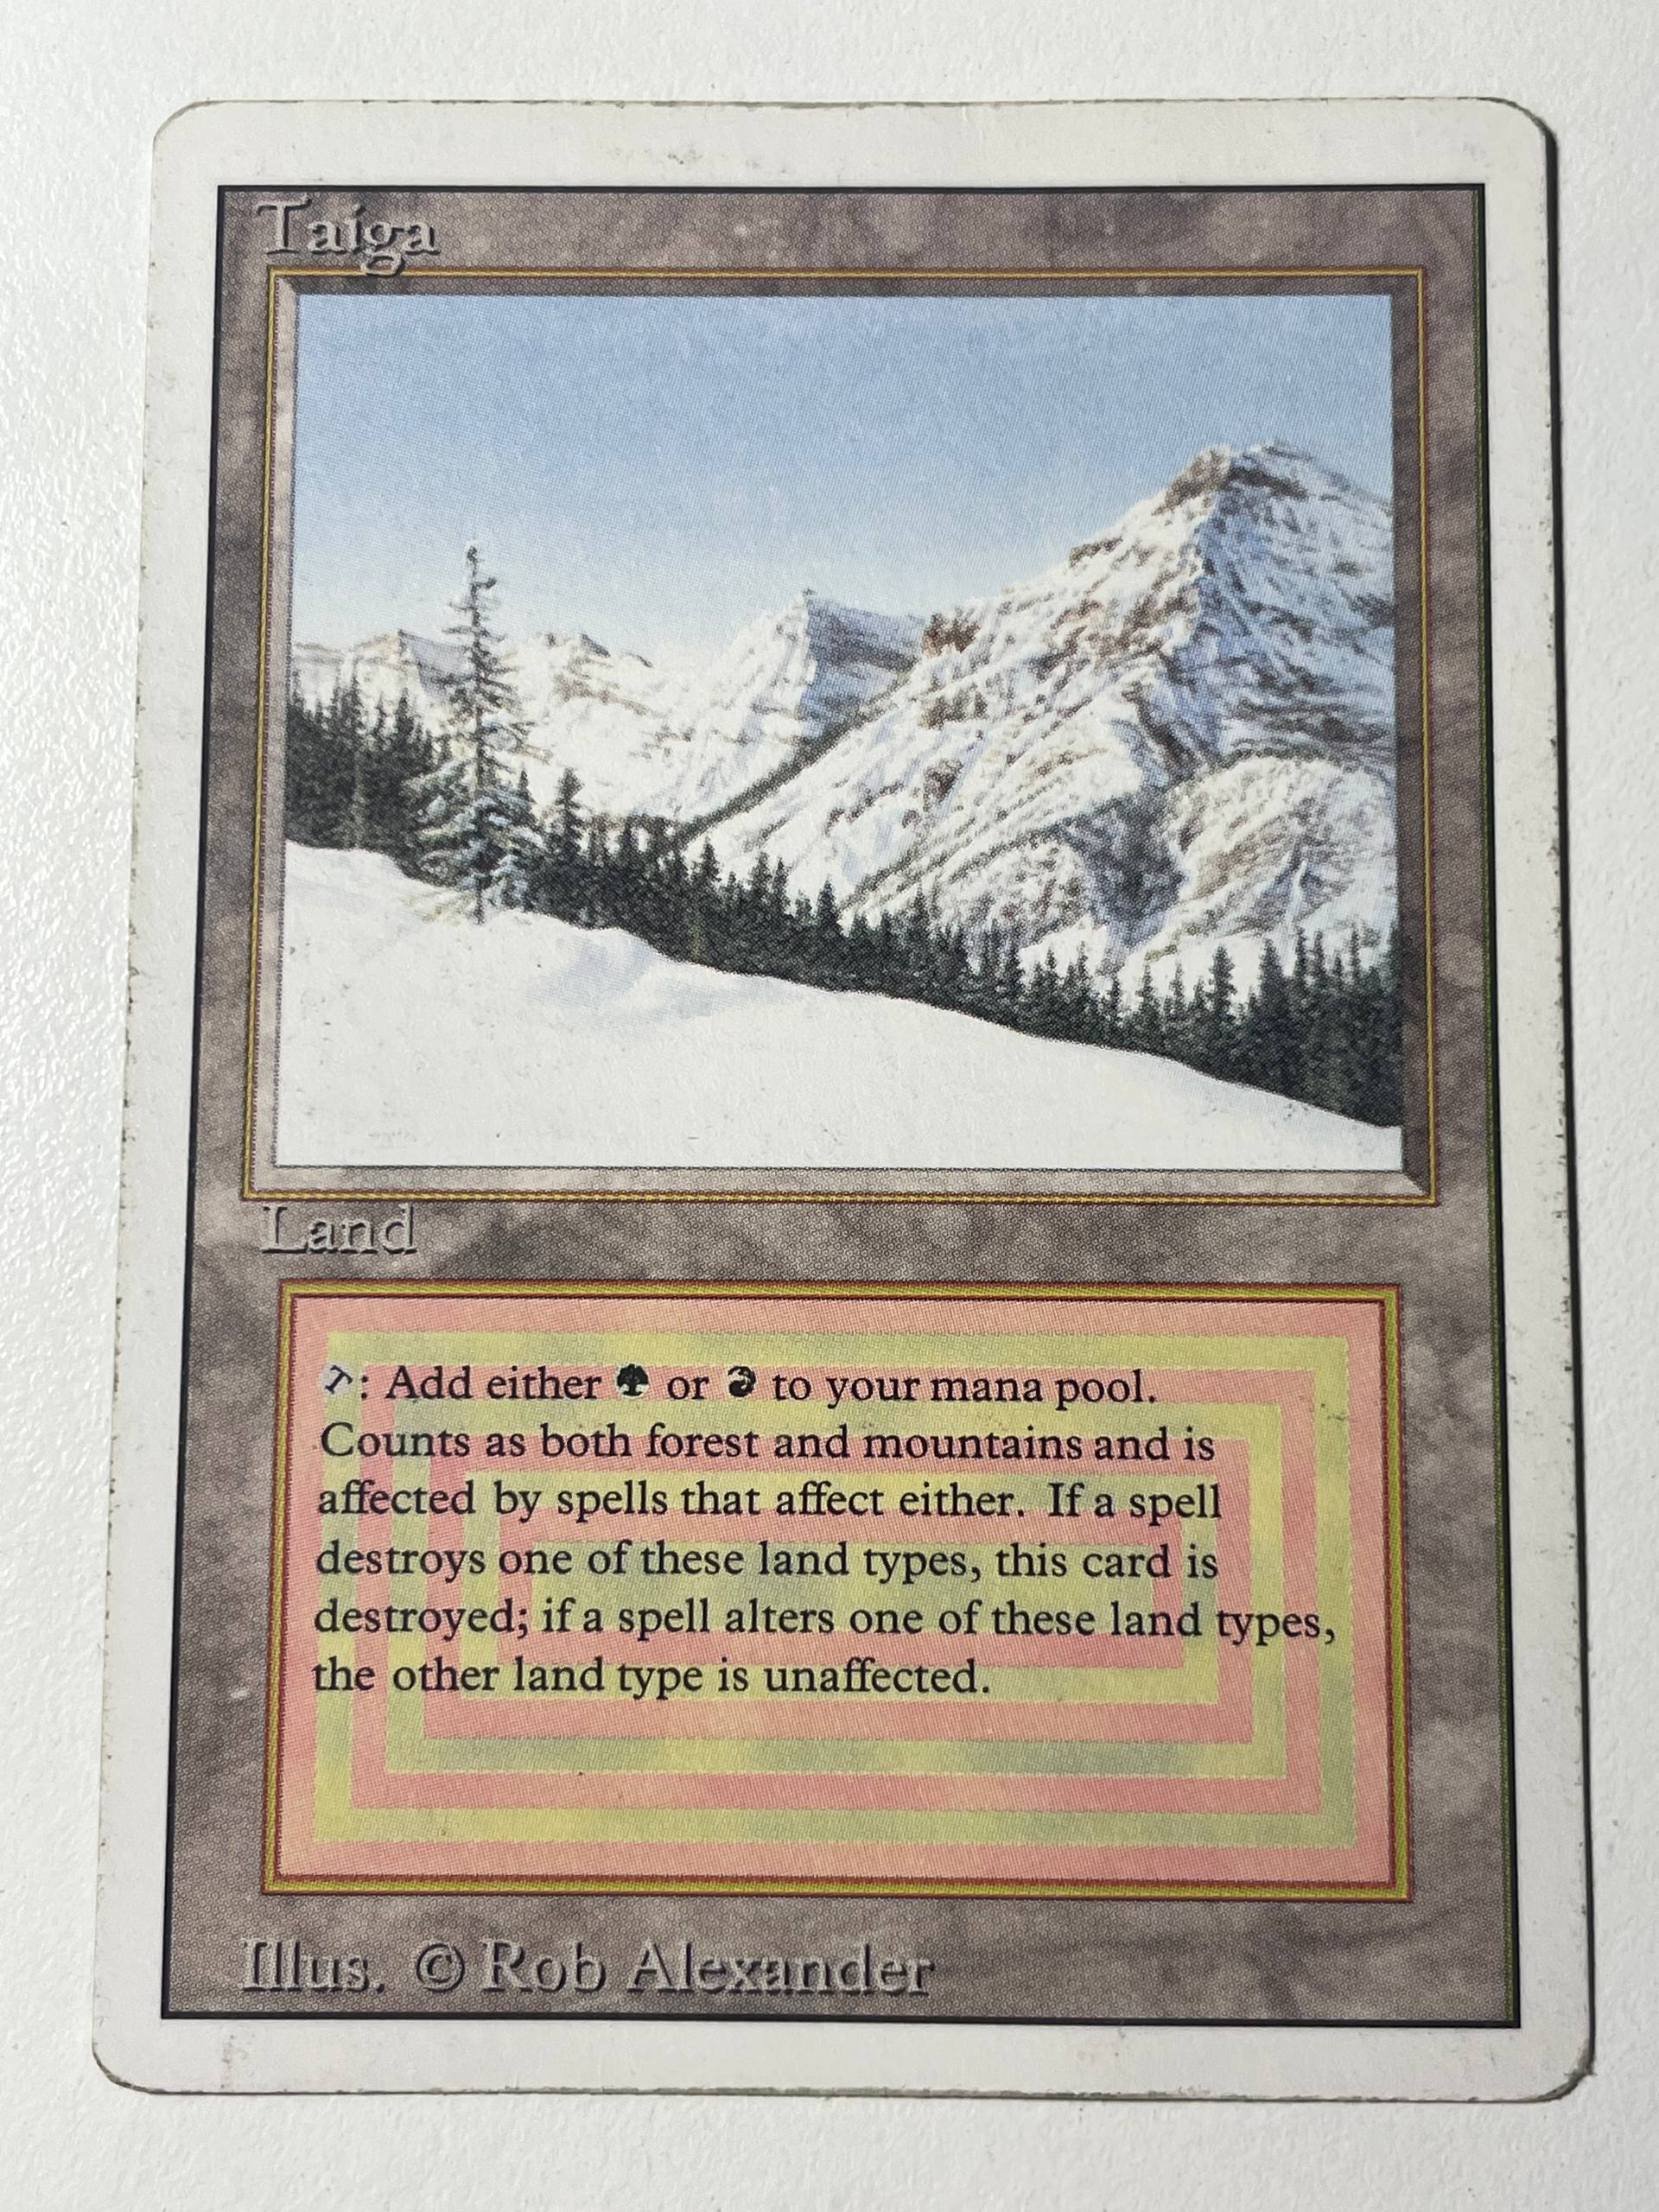 Taiga
Land
T: Add either or to your mana pool.
Counts as both forest and mountains and is
affected by spells that affect either. If a spell
destroys one of these land types, this card is
destroyed; if a spell alters one of these land types,
the other land type is unaffected.
Illus. © Rob Alexander